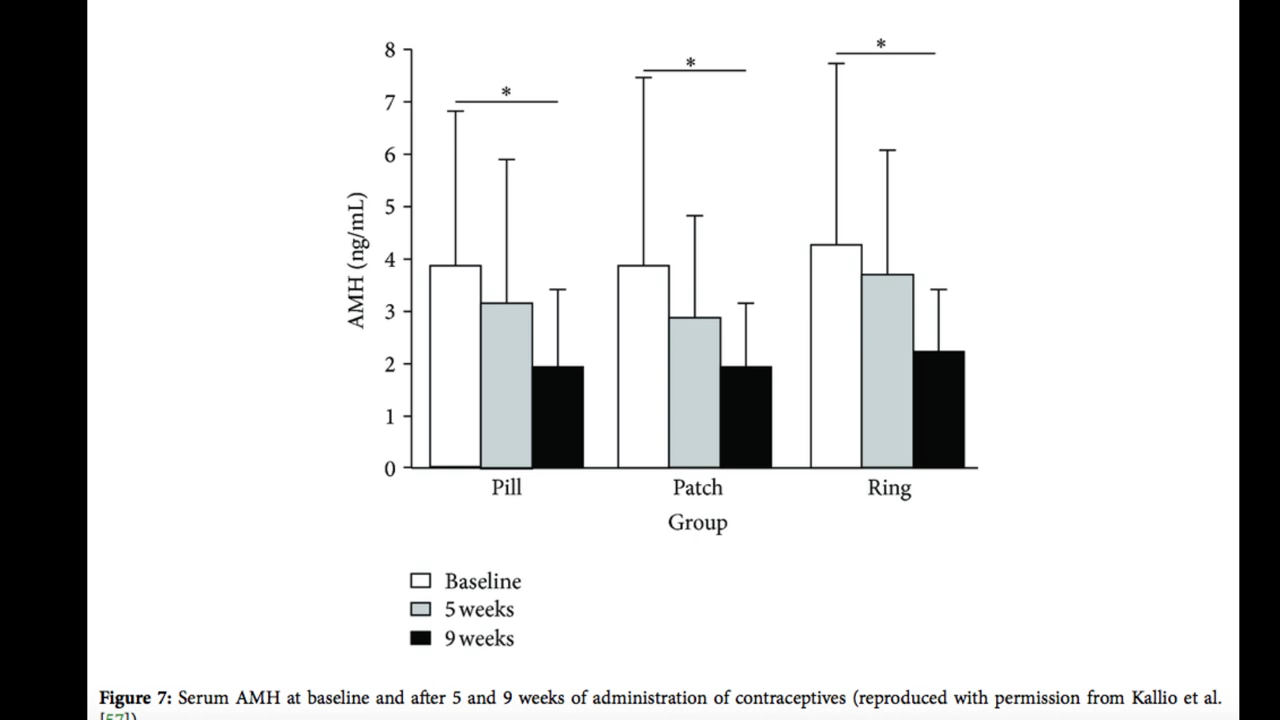 *
*
*
8
7
6
5
4
3
2
1
0
AMH (ng/mL)
Pill
Patch
Ring
Group
Baseline
5 weeks
9 weeks
Figure 7: Serum AMH at baseline and after 5 and 9 weeks of administration of contraceptives (reproduced with permission from Kallio et al.
[57])